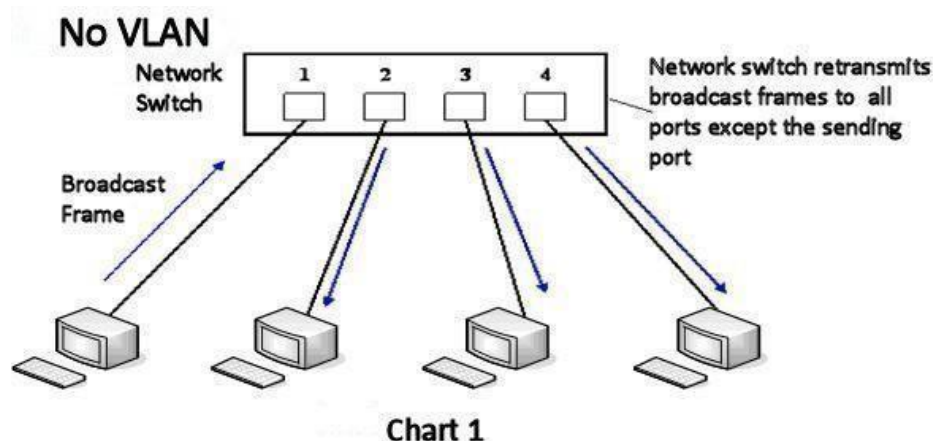 No VLAN
Network
Switch
1 2 3 4
Network switch retransmits
broadcast frames to all
ports except the sending
port
Broadcast
Frame
Chart 1